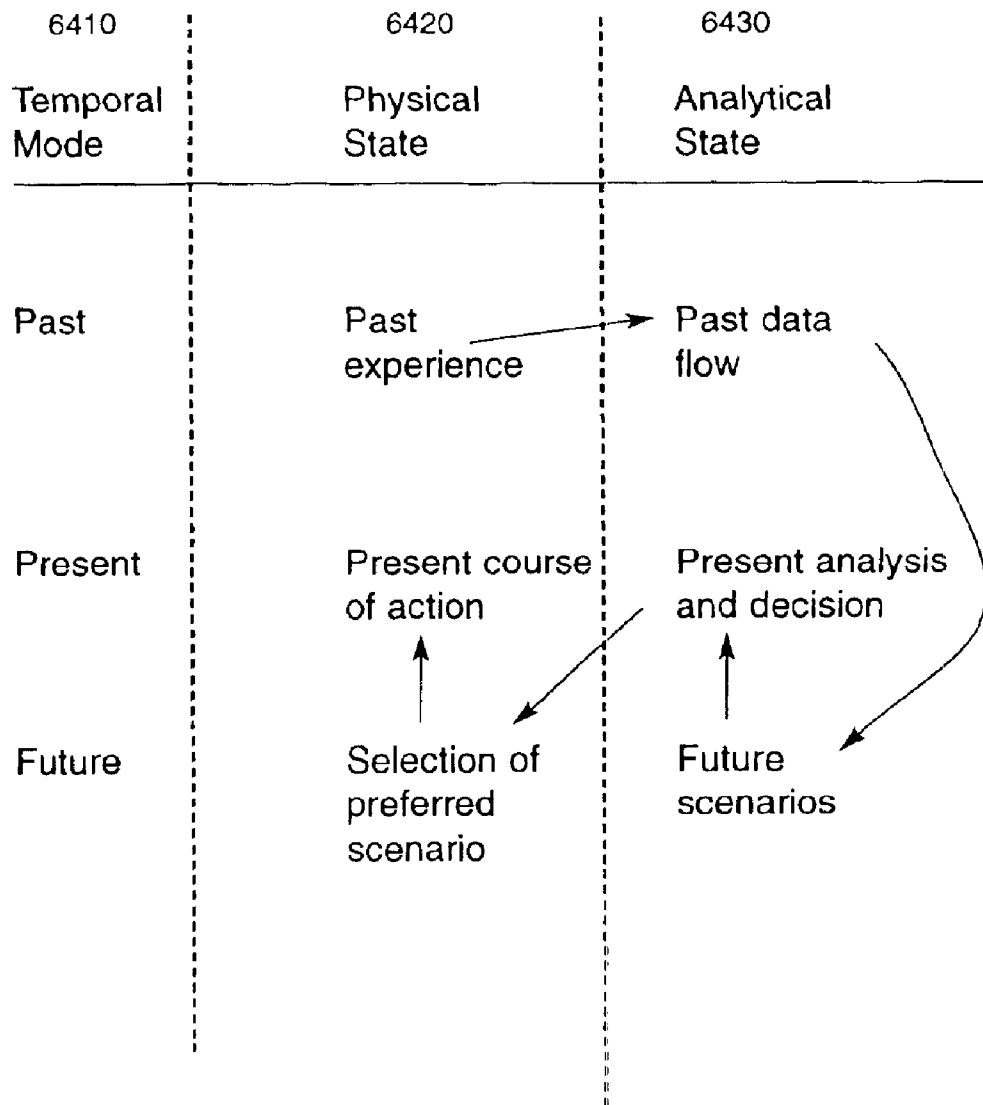 6410 6420 6430
Temporal Physical Analytical
Mode State State
Past Past Past data
experience flow
Present Present course Present analysis
of action and decision
Future Selection of Future
preferred scenarios
scenario